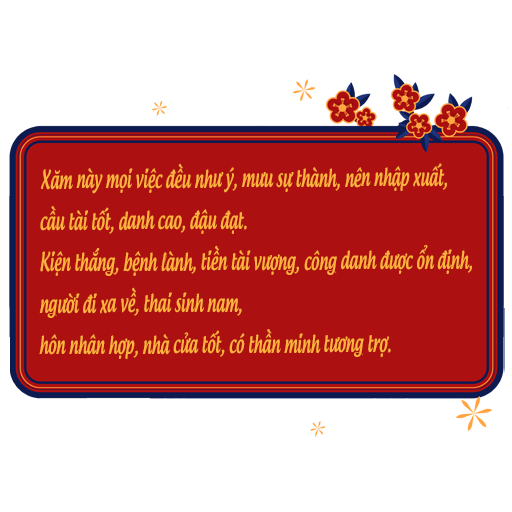 Xăm này mọi việc đều như ý, mưu sự thành, nên nhập xuất,
cầu tài tốt, danh cao, đậu đạt.
Kiện thắng, bệnh lành, tiền tài vượng, công danh được ổn định,
người đi xa về, thai sinh nam,
hôn nhân hợp, nhà cửa tốt, có thần minh tương trợ.